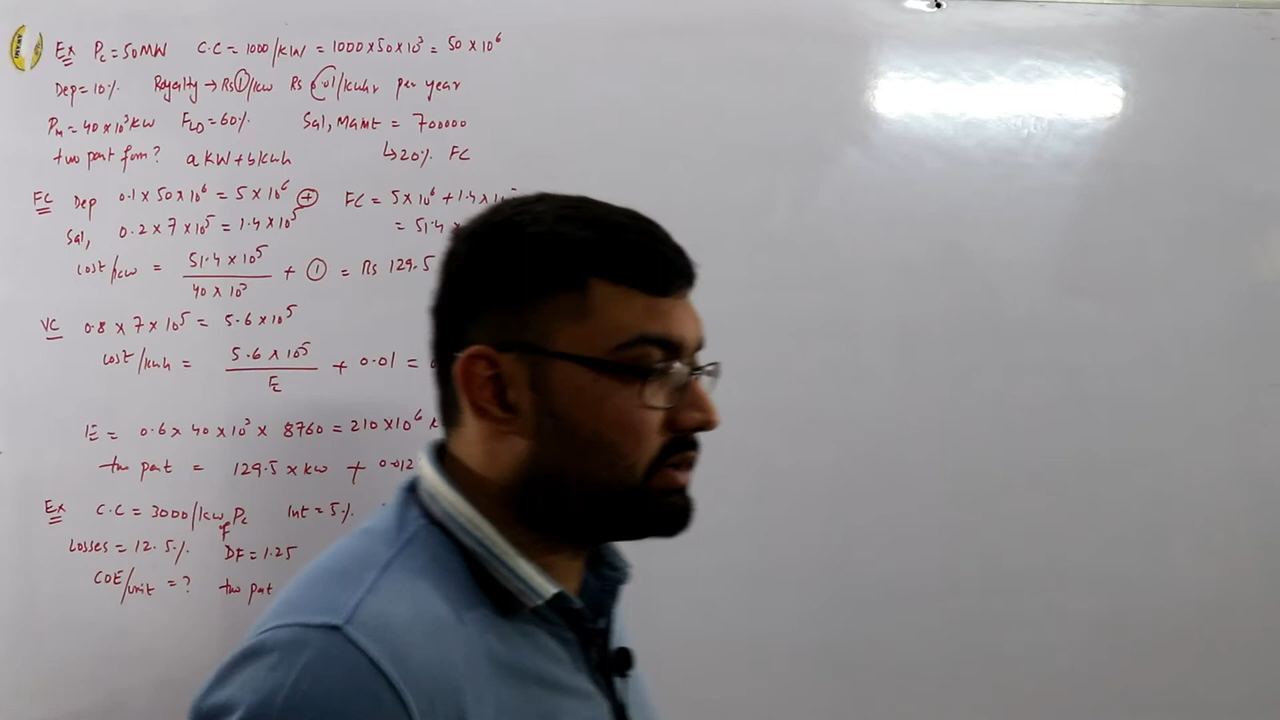 Ex Pc = 50MW C.C = 1000/KW = 1000×50×10³ = 50×10⁶
Dep = 10% Royalty → Rs 1/kw Rs 0.01/kwhr per year
PM = 40×10³KW FLD = 60% Sal, Mamt = 700000
two part form? a KW + b Kwh ↳20% FC
FC Dep 0.1 × 50×10⁶ = 5×10⁶ + FC = 5×10⁶ + 1.4×10
Sal, 0.2 × 7×10⁵ = 1.4×10⁵ = 51.4 ×
cost/kw = 51.4×10⁵ / 40×10³ + 1 = Rs 129.5
VC 0.8 × 7×10⁵ = 5.6×10⁵
cost/kwh = 5.6×10⁵ / E + 0.01 =
E = 0.6 × 40×10³ × 8760 = 210×10⁶ k
two part = 129.5 × kw + 0.012
Ex C.C = 3000/kw Pc Int = 5%
Losses = 12.5% DF = 1.25
COE/unit = ? two part